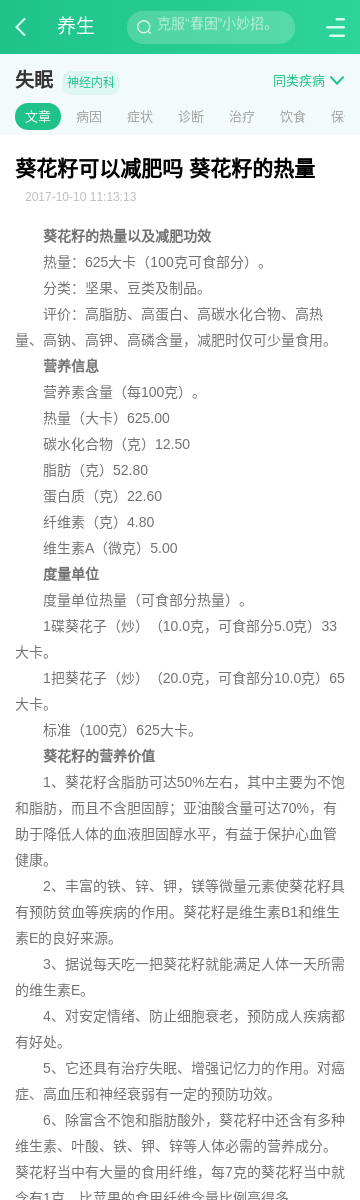 养生
克服“春困”小妙招。
失眠
神经内科
同类疾病
文章 病因 症状 诊断 治疗 饮食 保
葵花籽可以减肥吗 葵花籽的热量
2017-10-10 11:13:13
葵花籽的热量以及减肥功效
热量：625大卡（100克可食部分）。
分类：坚果、豆类及制品。
评价：高脂肪、高蛋白、高碳水化合物、高热
量、高钠、高钾、高磷含量，减肥时仅可少量食用。
营养信息
营养素含量（每100克）。
热量（大卡）625.00
碳水化合物（克）12.50
脂肪（克）52.80
蛋白质（克）22.60
纤维素（克）4.80
维生素A（微克）5.00
度量单位
度量单位热量（可食部分热量）。
1碟葵花子（炒）（10.0克，可食部分5.0克）33
大卡。
1把葵花子（炒）（20.0克，可食部分10.0克）65
大卡。
标准（100克）625大卡。
葵花籽的营养价值
1、葵花籽含脂肪可达50%左右，其中主要为不饱
和脂肪，而且不含胆固醇；亚油酸含量可达70%，有
助于降低人体的血液胆固醇水平，有益于保护心血管
健康。
2、丰富的铁、锌、钾，镁等微量元素使葵花籽具
有预防贫血等疾病的作用。葵花籽是维生素B1和维生
素E的良好来源。
3、据说每天吃一把葵花籽就能满足人体一天所需
的维生素E。
4、对安定情绪、防止细胞衰老，预防成人疾病都
有好处。
5、它还具有治疗失眠、增强记忆力的作用。对癌
症、高血压和神经衰弱有一定的预防功效。
6、除富含不饱和脂肪酸外，葵花籽中还含有多种
维生素、叶酸、铁、钾、锌等人体必需的营养成分。
葵花籽当中有大量的食用纤维，每7克的葵花籽当中就
含有1克，比苹果的食用纤维含量比例高得多。